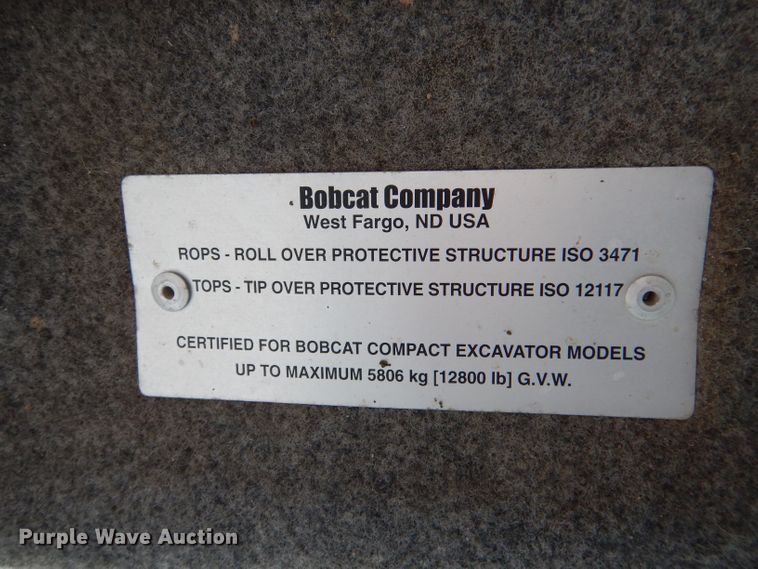 Bobcat Company
West Fargo, ND USA
ROPS - ROLL OVER PROTECTIVE STRUCTURE ISO 3471
TOPS - TIP OVER PROTECTIVE STRUCTURE ISO 12117
CERTIFIED FOR BOBCAT COMPACT EXCAVATOR MODELS
UP TO MAXIMUM 5806 kg [12800 lb] G.V.W.
Purple Wave Auction